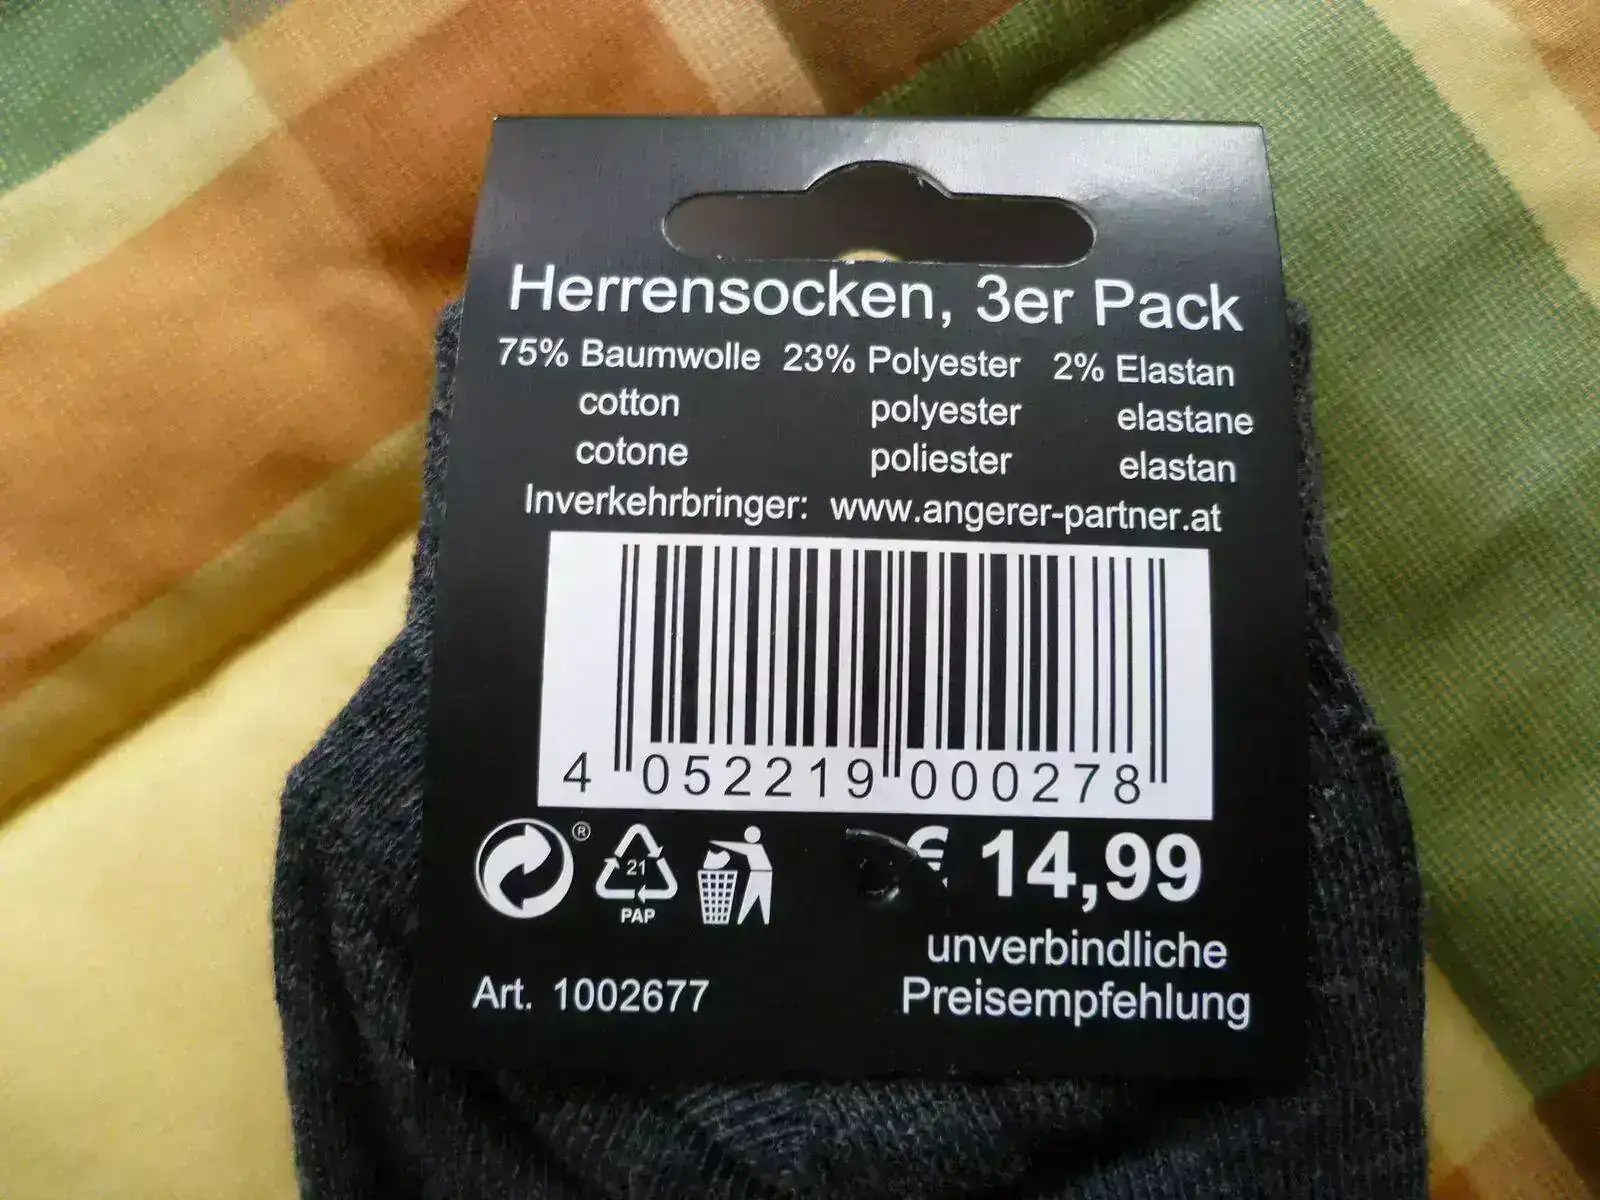 Herrensocken, 3er Pack
75% Baumwolle 23% Polyester 2% Elastan
cotton polyester elastane
cotone poliester elastan
Inverkehrbringer: www.angerer-partner.at
4 052219 000278
®
21
PAP
€ 14,99
unverbindliche
Preisempfehlung
Art. 1002677